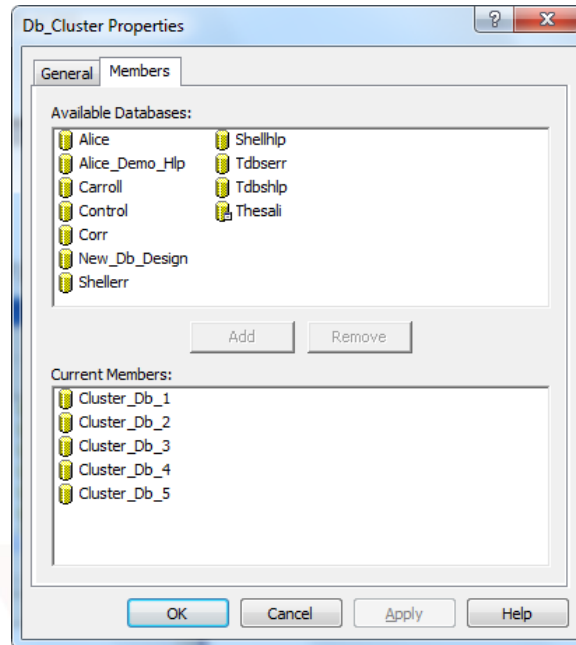 Db_Cluster Properties
General Members
Available Databases:
Alice
Alice_Demo_Hlp
Carroll
Control
Corr
New_Db_Design
Shellerr
Shellhlp
Tdbserr
Tdbshlp
Thesali
Add Remove
Current Members:
Cluster_Db_1
Cluster_Db_2
Cluster_Db_3
Cluster_Db_4
Cluster_Db_5
OK Cancel Apply Help